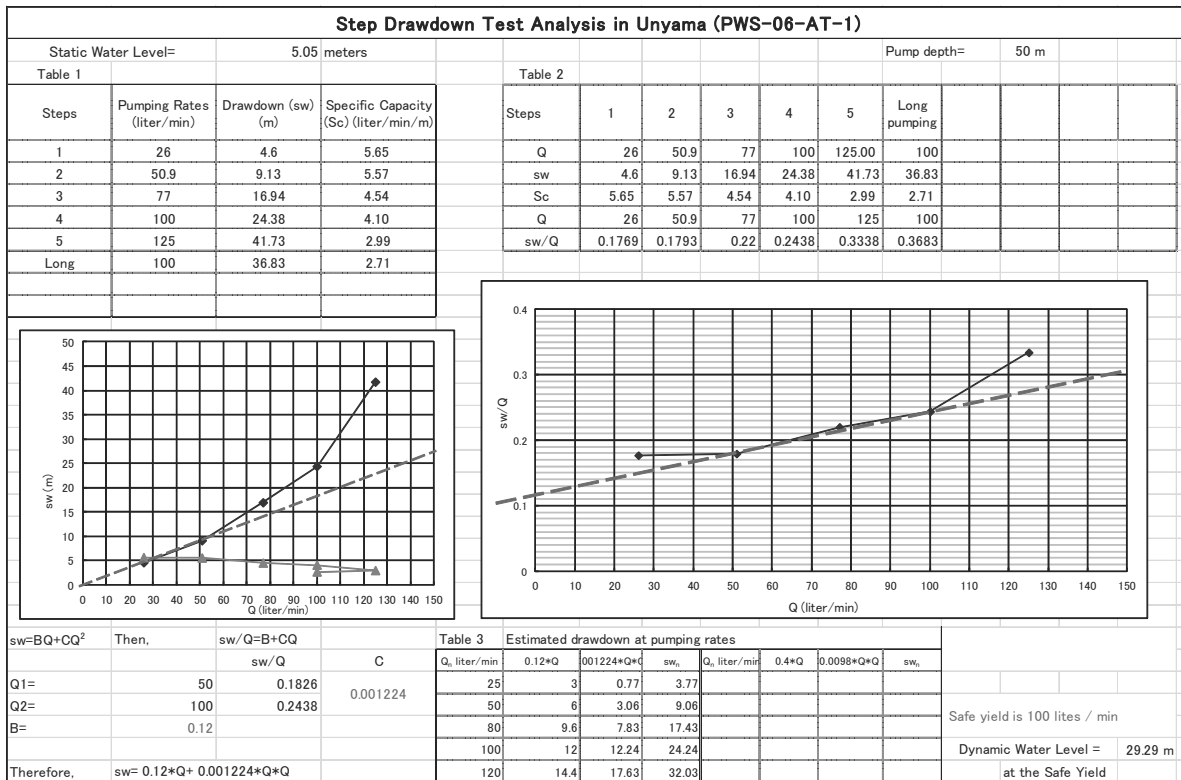 Step Drawdown Test Analysis in Unyama (PWS-06-AT-1)
Static Water Level= 5.05 meters Pump depth= 50 m
Table 1
Steps Pumping Rates (liter/min) Drawdown (sw) (m) Specific Capacity (Sc) (liter/min/m)
1 26 4.6 5.65
2 50.9 9.13 5.57
3 77 16.94 4.54
4 100 24.38 4.10
5 125 41.73 2.99
Long 100 36.83 2.71
Table 2
Steps 1 2 3 4 5 Long pumping
Q 26 50.9 77 100 125.00 100
sw 4.6 9.13 16.94 24.38 41.73 36.83
Sc 5.65 5.57 4.54 4.10 2.99 2.71
Q 26 50.9 77 100 125 100
sw/Q 0.1769 0.1793 0.22 0.2438 0.3338 0.3683
50
45
40
35
30
25
20
15
10
5
0
sw (m)
0 10 20 30 40 50 60 70 80 90 100 110 120 130 140 150
Q (liter/min)
0.4
0.3
0.2
0.1
0
sw/Q
0 10 20 30 40 50 60 70 80 90 100 110 120 130 140 150
Q (liter/min)
sw=BQ+CQ² Then, sw/Q=B+CQ
sw/Q C
Q1= 50 0.1826 0.001224
Q2= 100 0.2438
B= 0.12
Therefore, sw= 0.12*Q+ 0.001224*Q*Q
Table 3 Estimated drawdown at pumping rates
Qₙ liter/min 0.12*Q 001224*Q*Q swₙ Qₙ liter/min 0.4*Q 0.0098*Q*Q swₙ
25 3 0.77 3.77
50 6 3.06 9.06
80 9.6 7.83 17.43
100 12 12.24 24.24
120 14.4 17.63 32.03
Safe yield is 100 lites / min
Dynamic Water Level = 29.29 m
at the Safe Yield